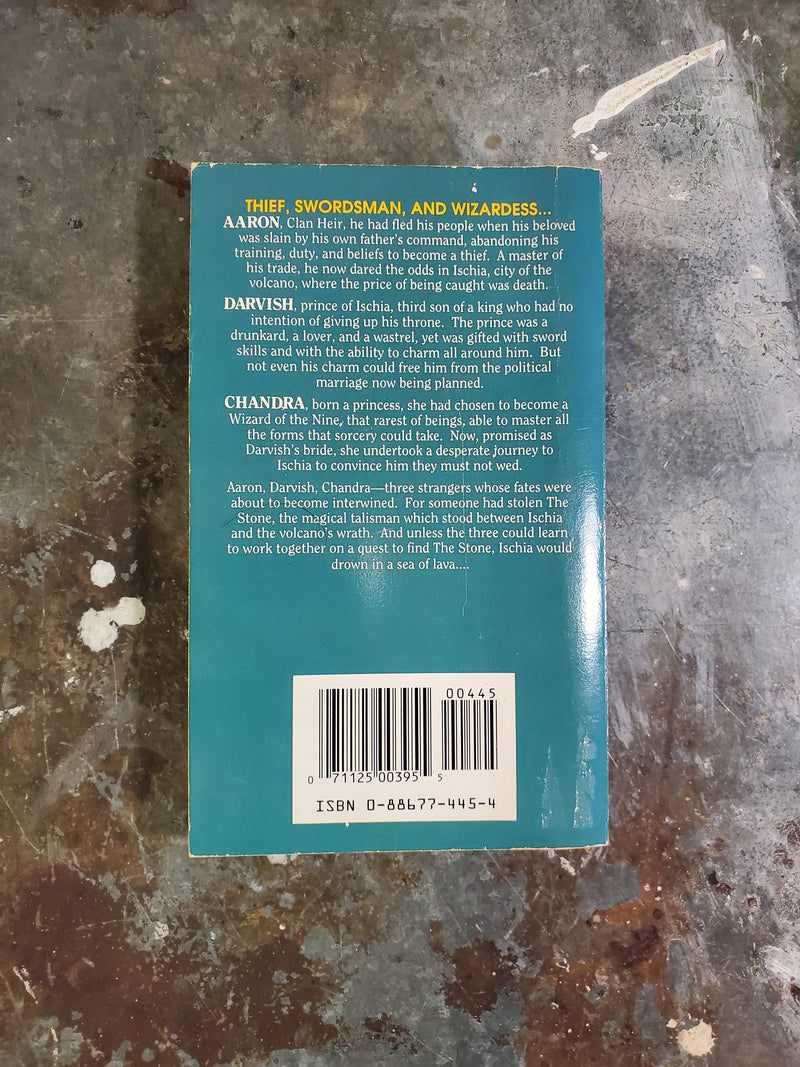 THIEF, SWORDSMAN, AND WIZARDESS...
AARON, Clan Heir, he had fled his people when his beloved
was slain by his own father's command, abandoning his
training, duty, and beliefs to become a thief. A master of
his trade, he now dared the odds in Ischia, city of the
volcano, where the price of being caught was death.
DARVISH, prince of Ischia, third son of a king who had no
intention of giving up his throne. The prince was a
drunkard, a lover, and a wastrel, yet was gifted with sword
skills and with the ability to charm all around him. But
not even his charm could free him from the political
marriage now being planned.
CHANDRA, born a princess, she had chosen to become a
Wizard of the Nine, that rarest of beings, able to master all
the forms that sorcery could take. Now, promised as
Darvish's bride, she undertook a desperate journey to
Ischia to convince him they must not wed.
Aaron, Darvish, Chandra—three strangers whose fates were
about to become intertwined. For someone had stolen The
Stone, the magical talisman which stood between Ischia
and the volcano's wrath. And unless the three could learn
to work together on a quest to find The Stone, Ischia would
drown in a sea of lava....
00445
0 71125 00395 5
ISBN 0-88677-445-4